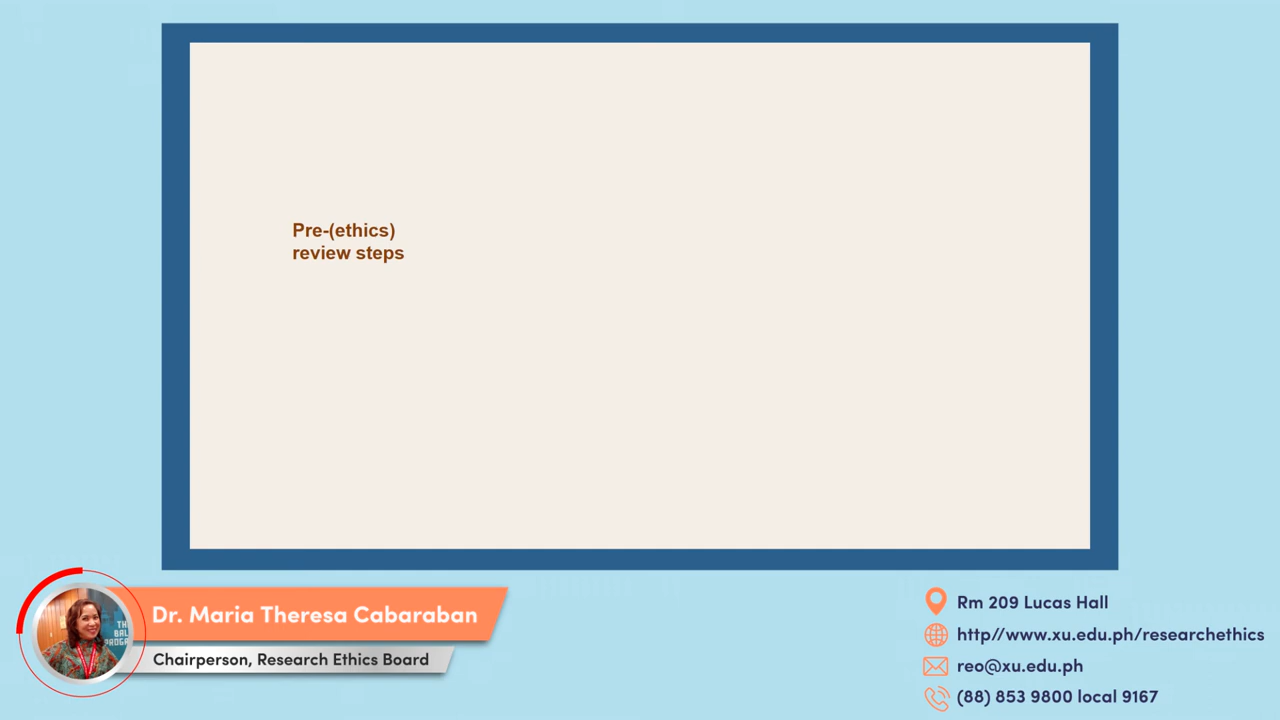 Pre-(ethics)
review steps
Dr. Maria Theresa Cabaraban
Chairperson, Research Ethics Board
Rm 209 Lucas Hall
http//www.xu.edu.ph/researchethics
reo@xu.edu.ph
(88) 853 9800 local 9167